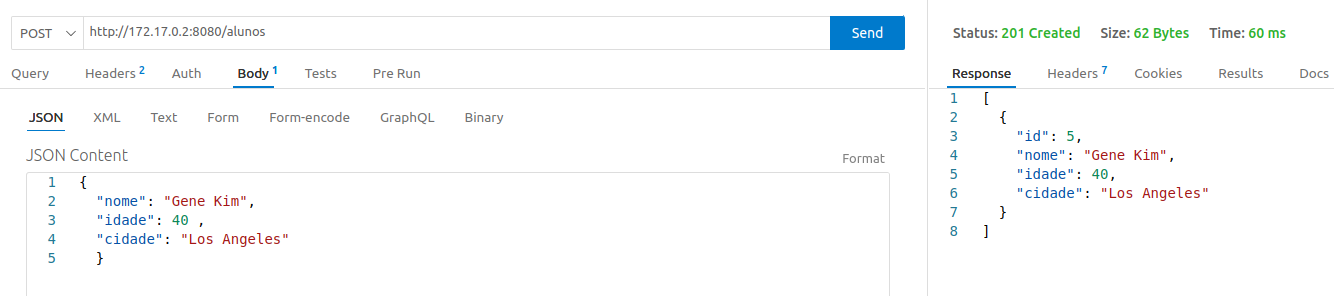 POST http://172.17.0.2:8080/alunos Send
Query Headers 2 Auth Body 1 Tests Pre Run
JSON XML Text Form Form-encode GraphQL Binary
JSON Content Format
1 {
2 "nome": "Gene Kim",
3 "idade": 40 ,
4 "cidade": "Los Angeles"
5 }
Status: 201 Created Size: 62 Bytes Time: 60 ms
Response Headers 7 Cookies Results Docs
1 [
2 {
3 "id": 5,
4 "nome": "Gene Kim",
5 "idade": 40,
6 "cidade": "Los Angeles"
7 }
8 ]